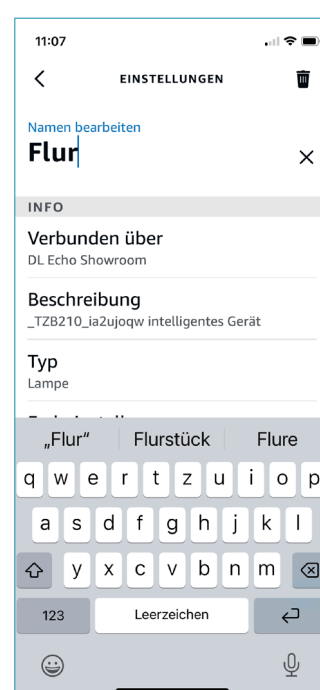 11:07
EINSTELLUNGEN
Namen bearbeiten
Flur
INFO
Verbunden über
DL Echo Showroom
Beschreibung
_TZB210_ia2ujoqw intelligentes Gerät
Typ
Lampe
„Flur“ Flurstück Flure
q w e r t z u i o p
a s d f g h j k l
y x c v b n m
123 Leerzeichen